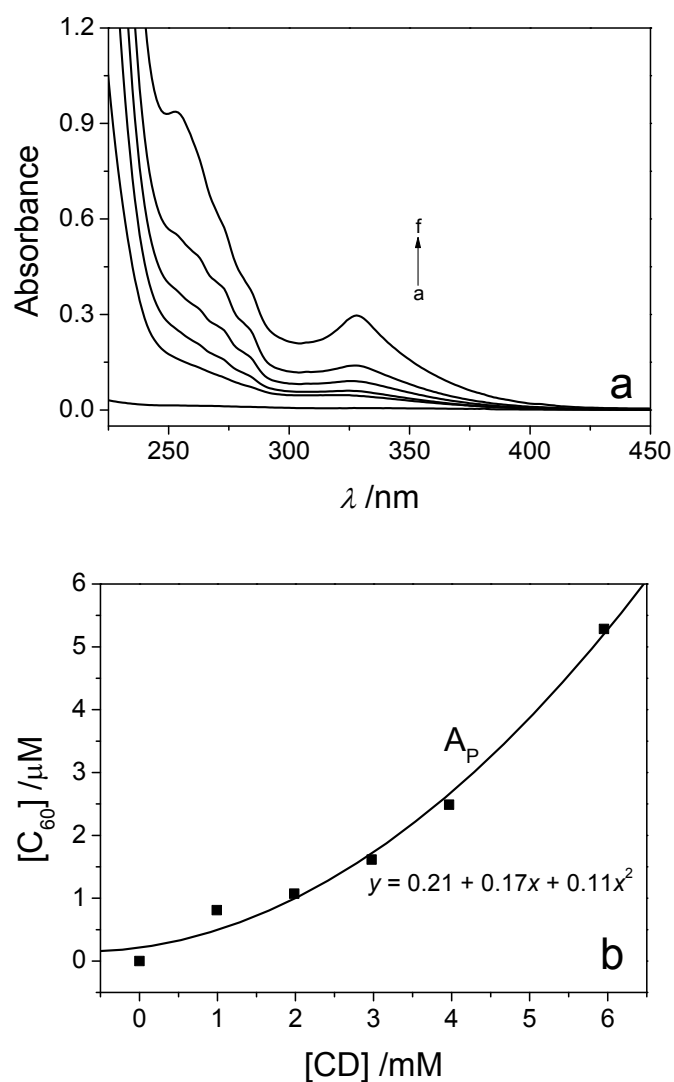 1.2
0.9
0.6
0.3
0.0
Absorbance
f
a
a
250 300 350 400 450
λ /nm
6
5
4
3
2
1
0
[C₆₀] /μM
A_P
y = 0.21 + 0.17x + 0.11x²
b
0 1 2 3 4 5 6
[CD] /mM